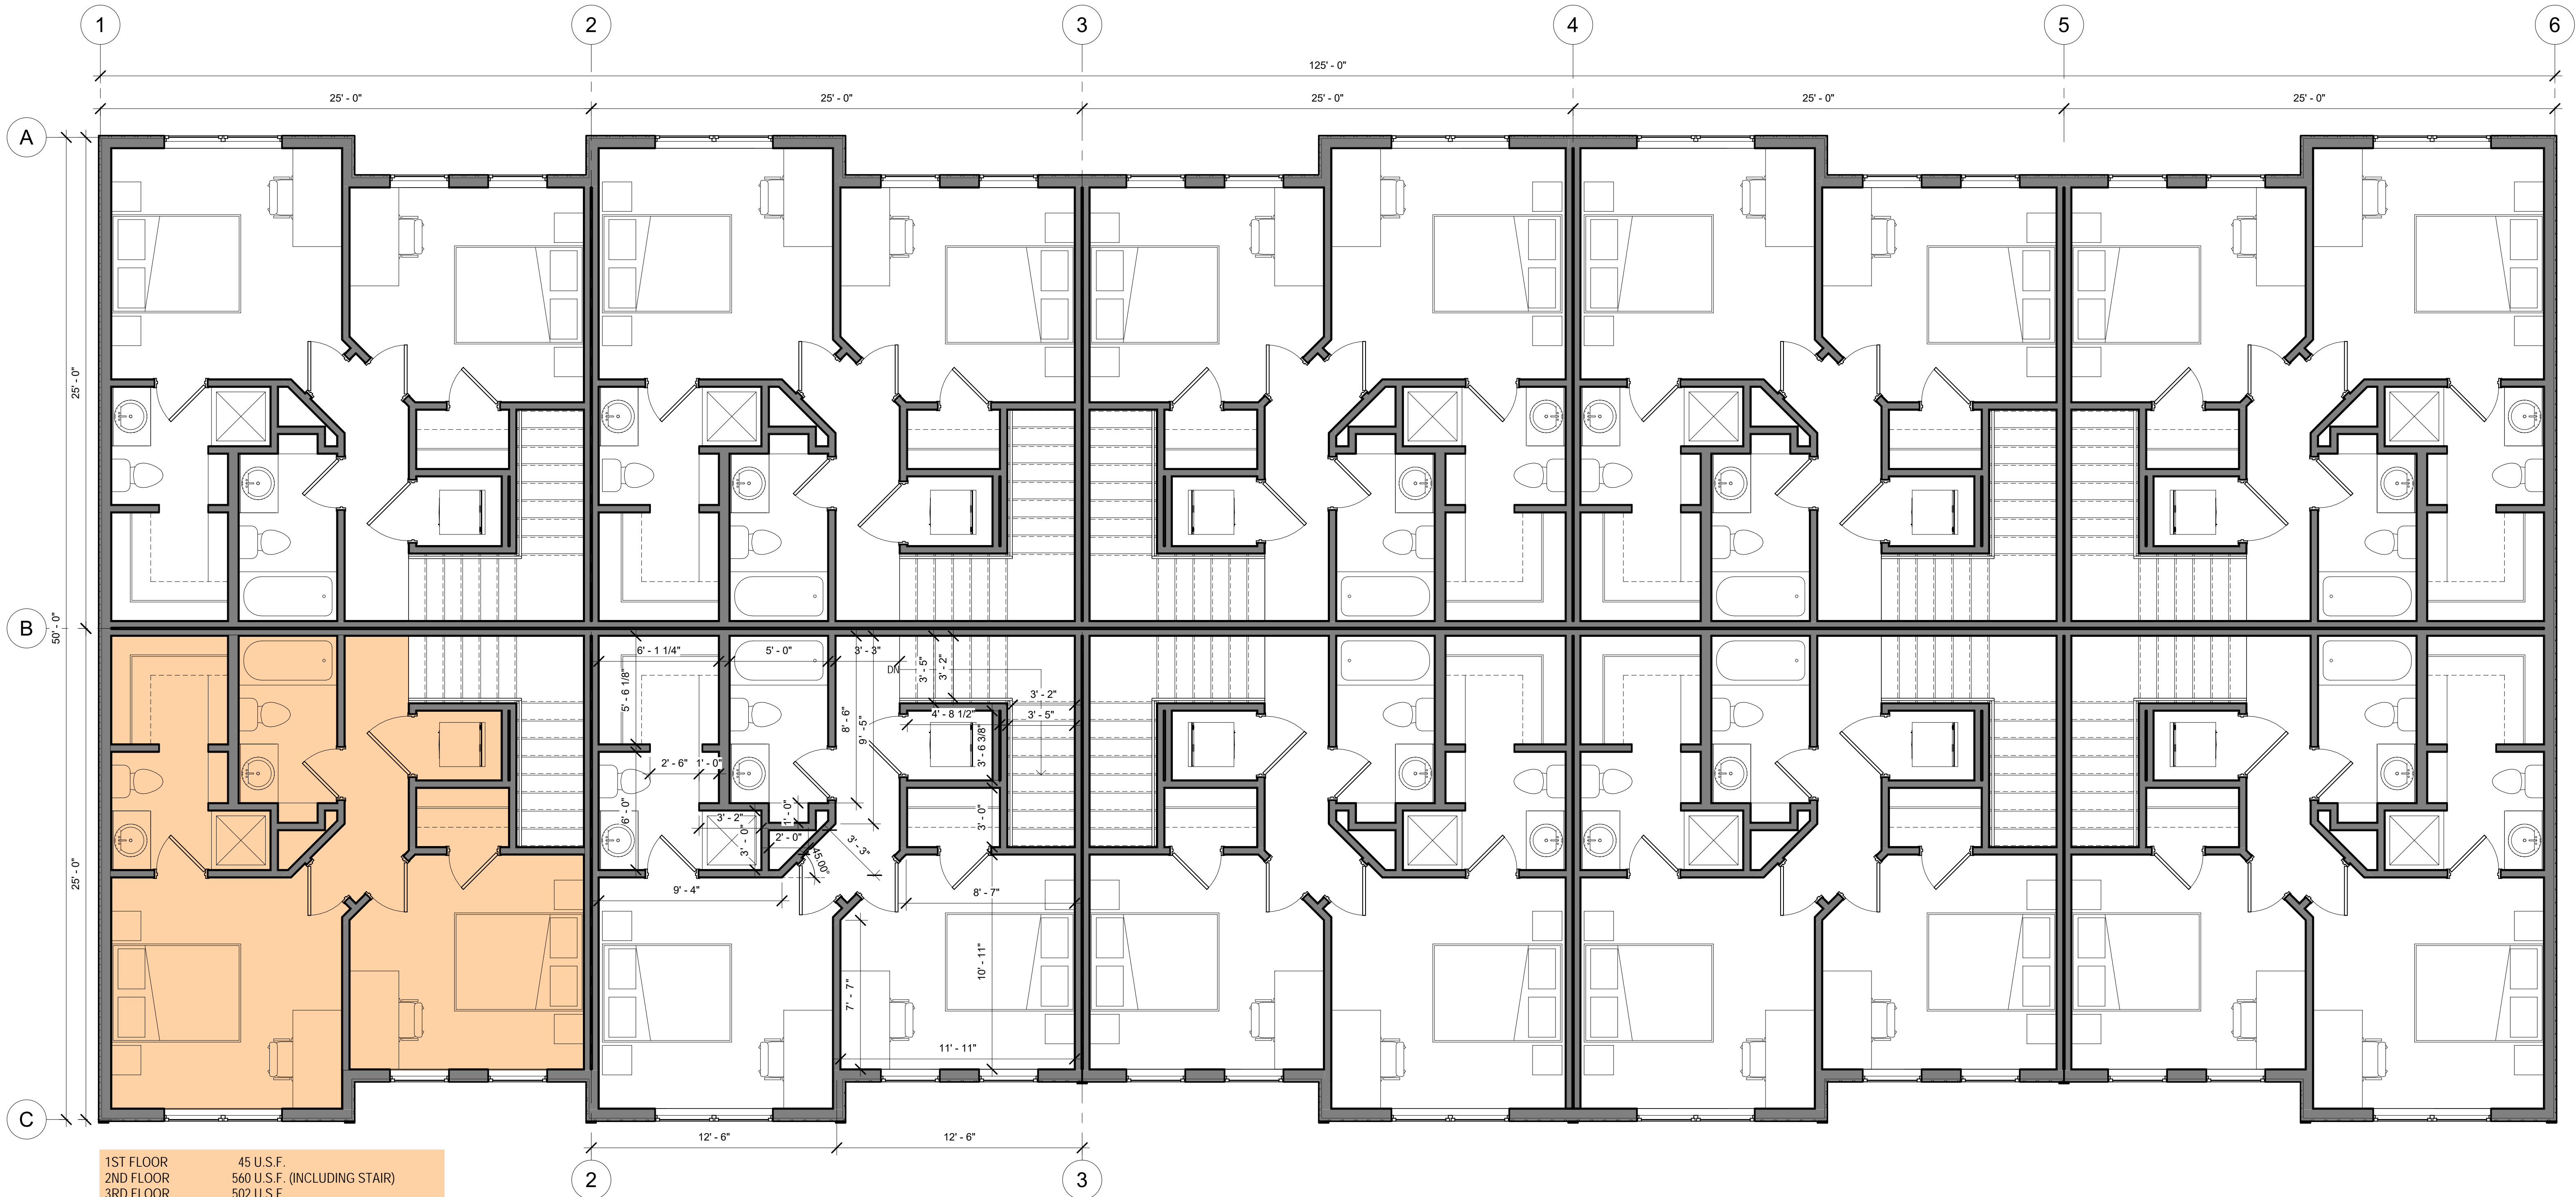 1 2 3 4 5 6
125' - 0"
25' - 0" 25' - 0" 25' - 0" 25' - 0" 25' - 0"
A
25' - 0"
B
50' - 0"
6' - 1 1/4" 5' - 0" 3' - 3"
DN
3' - 5" 3' - 2"
5' - 6 1/8"
3' - 2"
4' - 8 1/2" 3' - 5"
8' - 6" 9' - 5" 3' - 6 3/8"
2' - 6" 1' - 0"
6' - 0" 3' - 2" 1' - 0" 3' - 0"
3' - 0" 2' - 0" 3' - 3"
45.00°
25' - 0"
9' - 4" 8' - 7"
7' - 7" 10' - 11"
11' - 11"
C
12' - 6" 12' - 6"
2 3
1ST FLOOR 45 U.S.F.
2ND FLOOR 560 U.S.F. (INCLUDING STAIR)
3RD FLOOR 502 U.S.F.